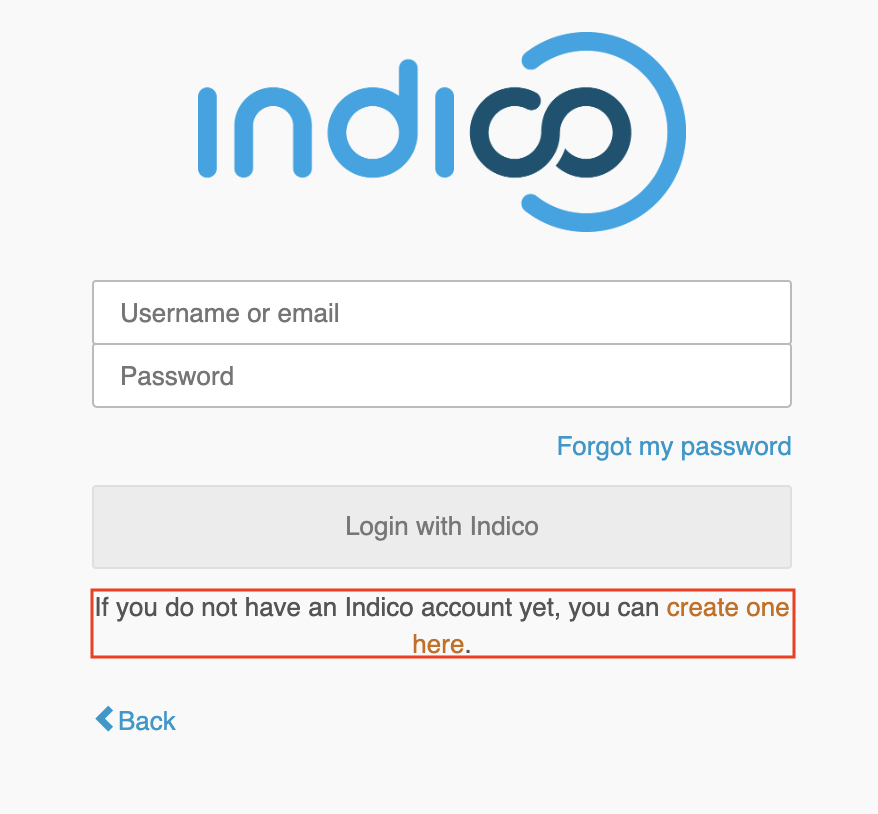 indico
Username or email
Password
Forgot my password
Login with Indico
If you do not have an Indico account yet, you can create one
here.
Back